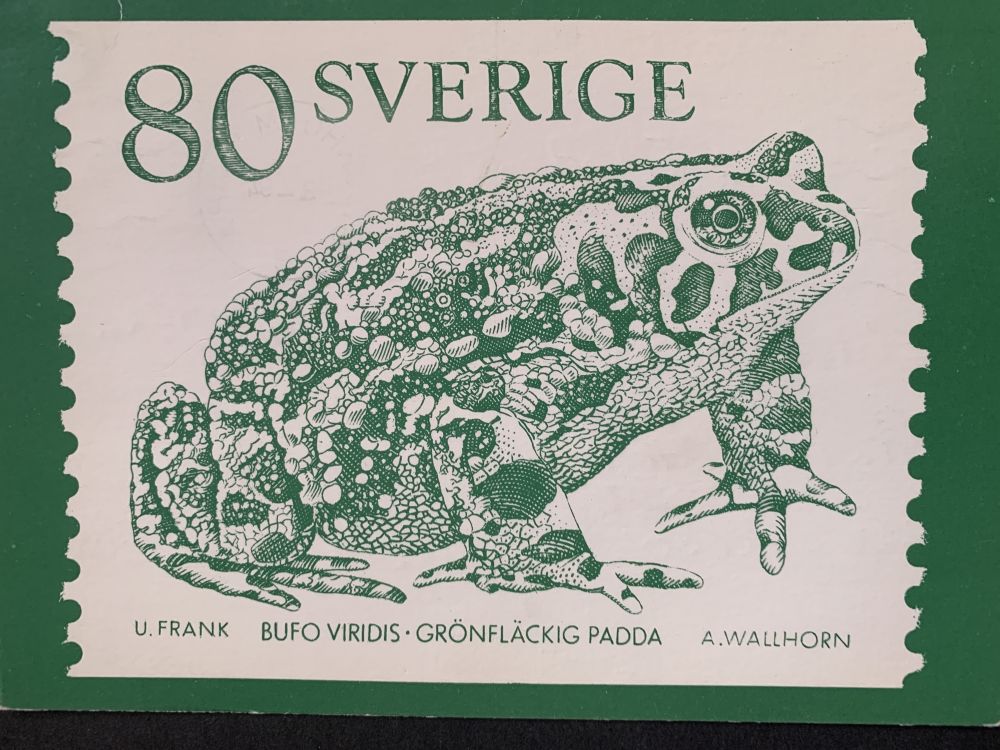 80 SVERIGE
U. FRANK BUFO VIRIDIS · GRÖNFLÄCKIG PADDA A. WALLHORN